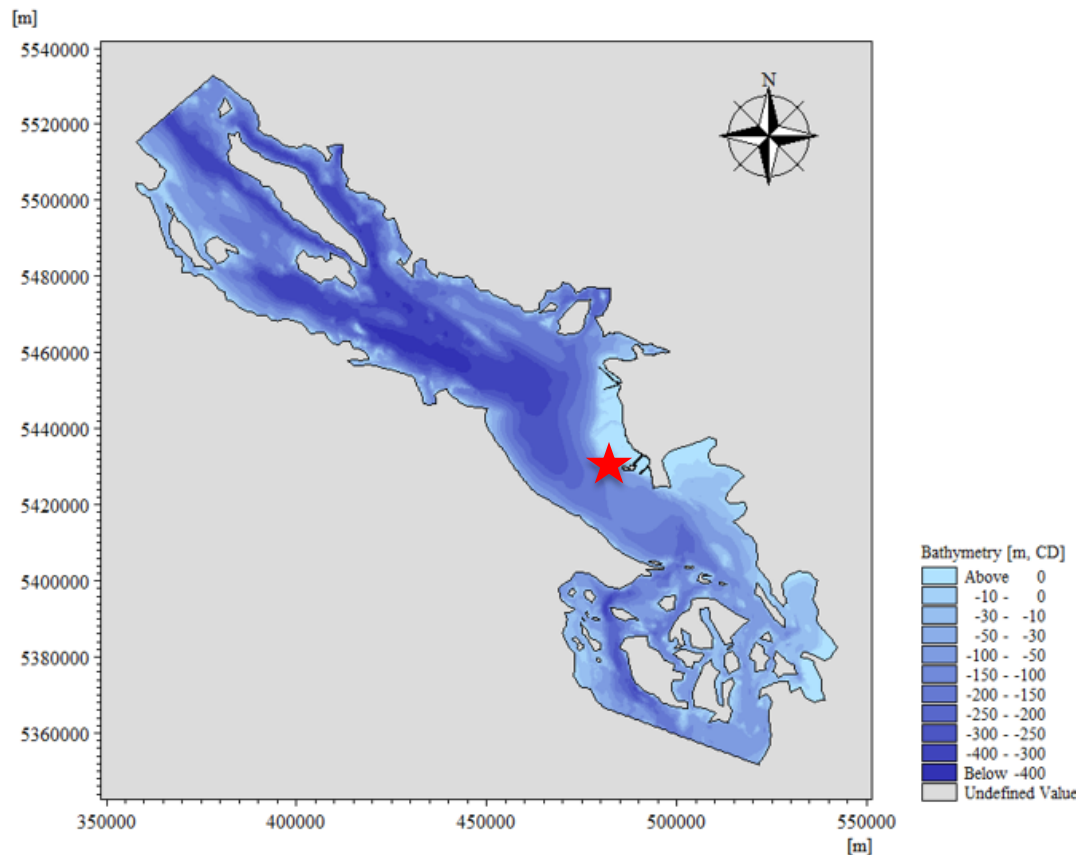 [m]
5540000
5520000
5500000
5480000
5460000
5440000
5420000
5400000
5380000
5360000
N
350000 400000 450000 500000 550000
[m]
Bathymetry [m, CD]
Above 0
-10 - 0
-30 - -10
-50 - -30
-100 - -50
-150 - -100
-200 - -150
-250 - -200
-300 - -250
-400 - -300
Below -400
Undefined Value